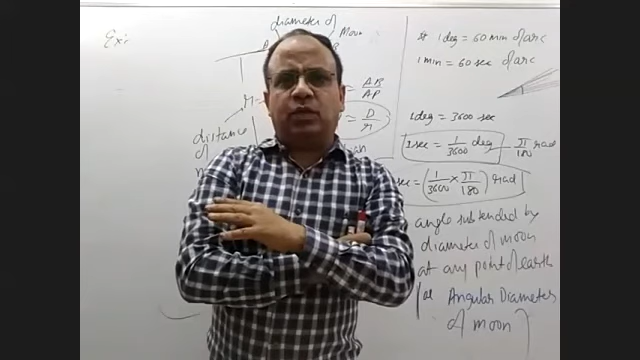 Ex:
diameter of
Moon
A
B
r
= AB/AP
= D/r
distance
of
1 deg = 60 min of arc
1 min = 60 sec of arc
1 deg = 3600 sec
1 sec = 1/3600 deg
π/180 rad
sec = (1/3600 × π/180) rad
angle subtended by
diameter of moon
at any point of earth
Angular Diameter
of moon